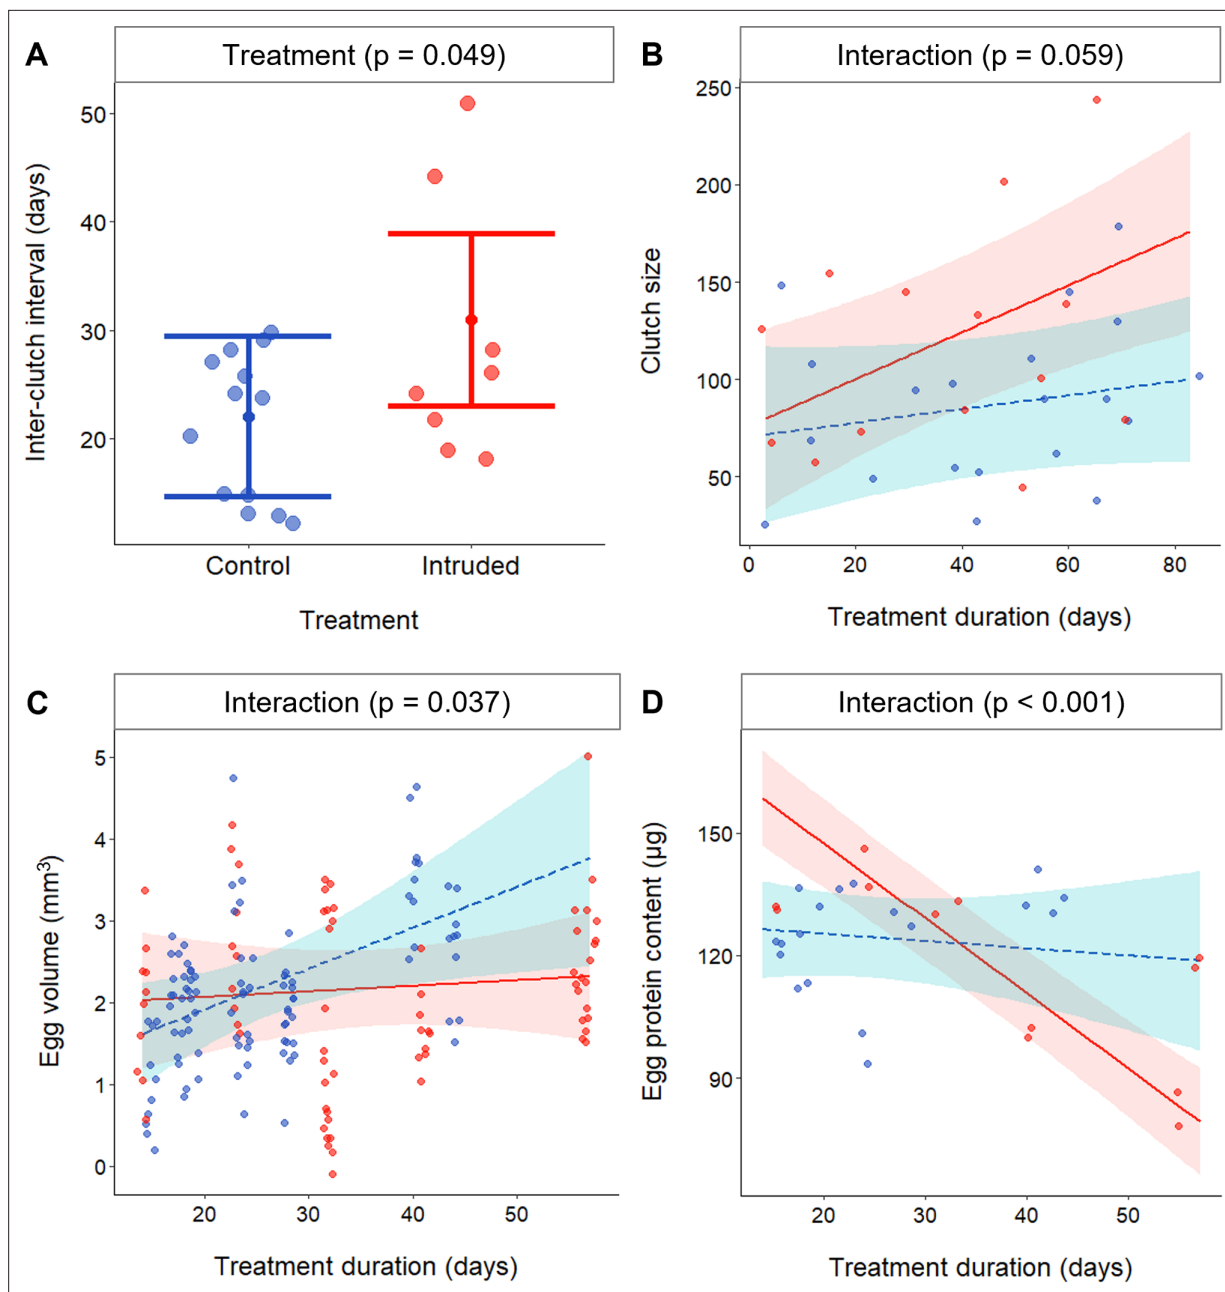 A
Treatment (p = 0.049)
Inter-clutch interval (days)
50
40
30
20
Control
Intruded
Treatment
B
Interaction (p = 0.059)
Clutch size
250
200
150
100
50
0
20
40
60
80
Treatment duration (days)
C
Interaction (p = 0.037)
Egg volume (mm³)
5
4
3
2
1
0
20
30
40
50
Treatment duration (days)
D
Interaction (p < 0.001)
Egg protein content (µg)
150
120
90
20
30
40
50
Treatment duration (days)